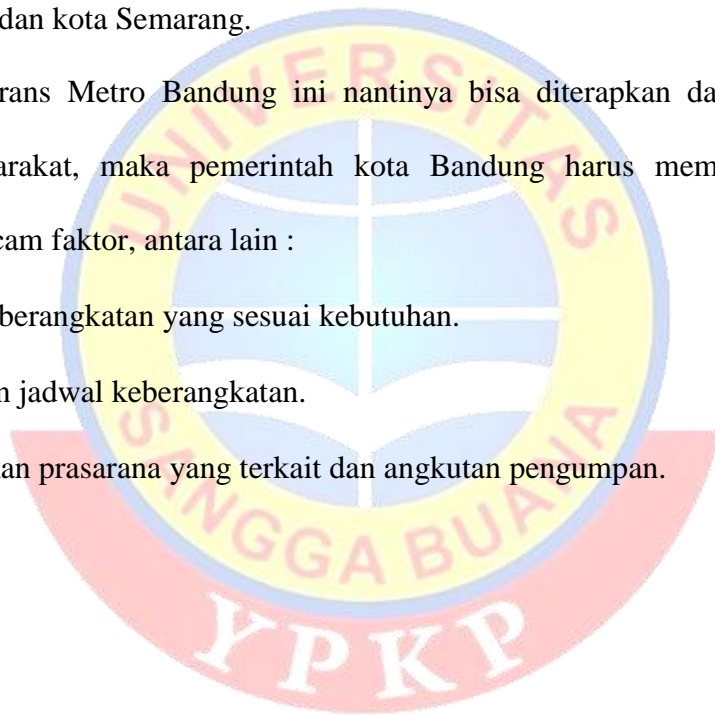 dan kota Semarang.
rans Metro Bandung ini nantinya bisa diterapkan da
arakat, maka pemerintah kota Bandung harus mem
cam faktor, antara lain :
berangkatan yang sesuai kebutuhan.
n jadwal keberangkatan.
an prasarana yang terkait dan angkutan pengumpan.
UNIVERSITAS
SANGGA BUANA
YPKP